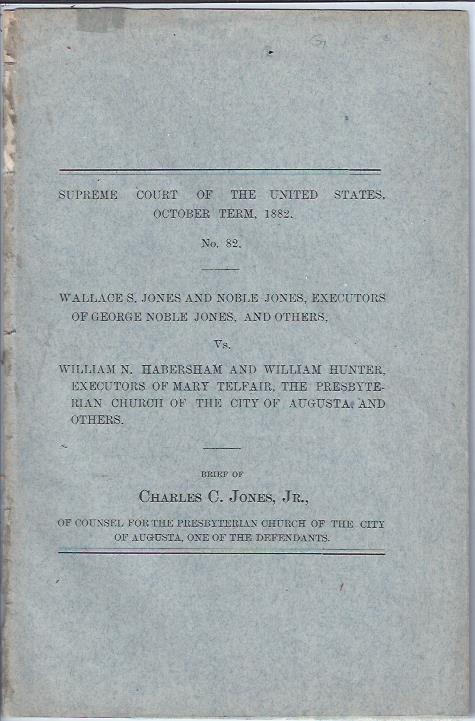 SUPREME COURT OF THE UNITED STATES,
OCTOBER TERM, 1882.
No. 82.
WALLACE S. JONES AND NOBLE JONES, EXECUTORS
OF GEORGE NOBLE JONES, AND OTHERS,
Vs.
WILLIAM N. HABERSHAM AND WILLIAM HUNTER,
EXECUTORS OF MARY TELFAIR, THE PRESBYTE-
RIAN CHURCH OF THE CITY OF AUGUSTA, AND
OTHERS.
BRIEF OF
CHARLES C. JONES, JR.,
OF COUNSEL FOR THE PRESBYTERIAN CHURCH OF THE CITY
OF AUGUSTA, ONE OF THE DEFENDANTS.